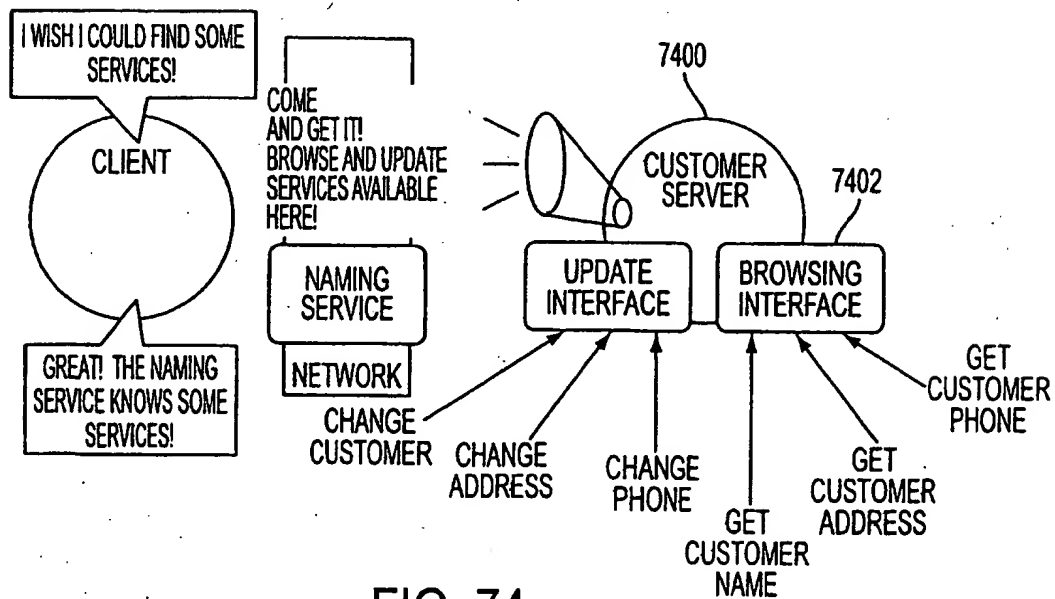 I WISH I COULD FIND SOME
SERVICES!
CLIENT
GREAT! THE NAMING
SERVICE KNOWS SOME
SERVICES!
COME
AND GET IT!
BROWSE AND UPDATE
SERVICES AVAILABLE
HERE!
NAMING
SERVICE
NETWORK
7400
CUSTOMER
SERVER
7402
UPDATE
INTERFACE
BROWSING
INTERFACE
CHANGE
CUSTOMER
CHANGE
ADDRESS
CHANGE
PHONE
GET
CUSTOMER
NAME
GET
CUSTOMER
ADDRESS
GET
CUSTOMER
PHONE
FIG. 74